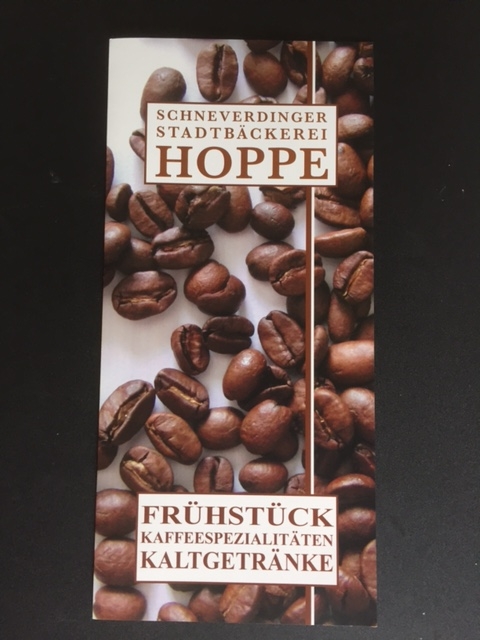 SCHNEVERDINGER
STADTBÄCKEREI
HOPPE
FRÜHSTÜCK
KAFFEESPEZIALITÄTEN
KALTGETRÄNKE